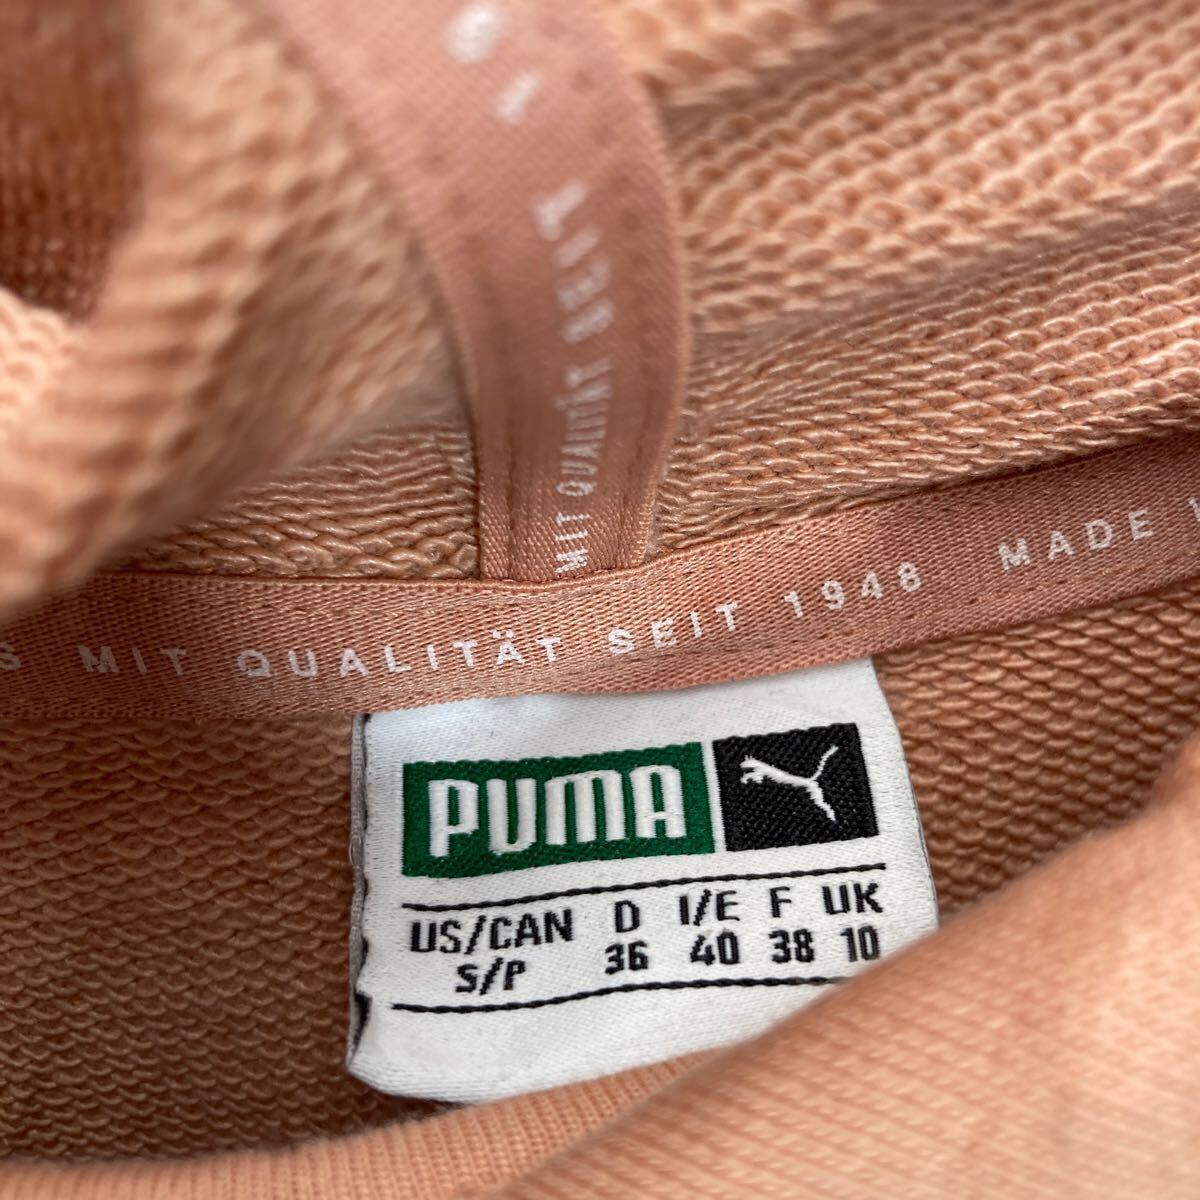 MIT QUALITÄT SEIT
S MIT QUALITÄT SEIT 1948 MADE
PUMA
US/CAN D I/E F UK
S/P 36 40 38 10